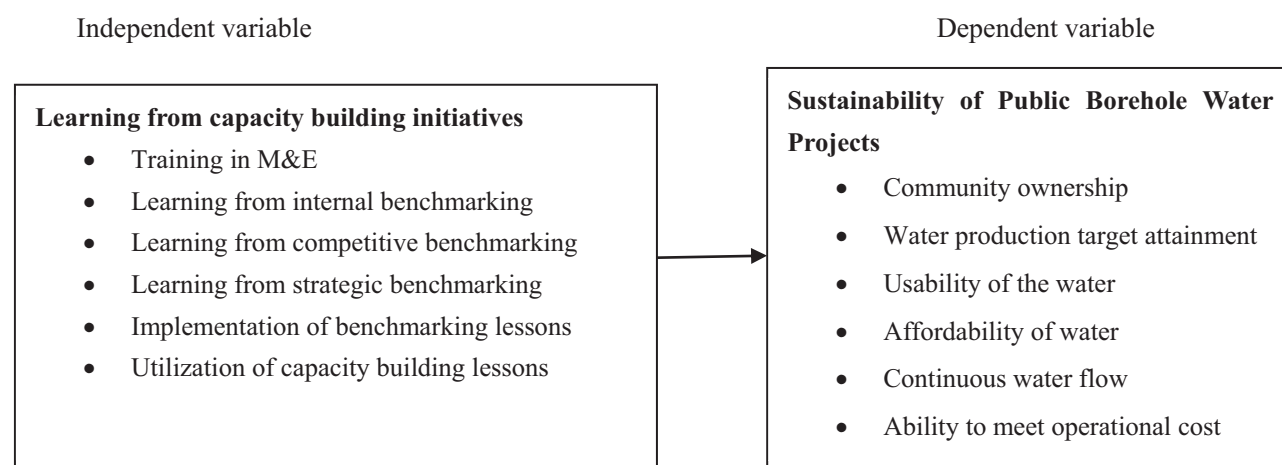 Independent variable
Dependent variable
Learning from capacity building initiatives
• Training in M&E
• Learning from internal benchmarking
• Learning from competitive benchmarking
• Learning from strategic benchmarking
• Implementation of benchmarking lessons
• Utilization of capacity building lessons
Sustainability of Public Borehole Water
Projects
• Community ownership
• Water production target attainment
• Usability of the water
• Affordability of water
• Continuous water flow
• Ability to meet operational cost